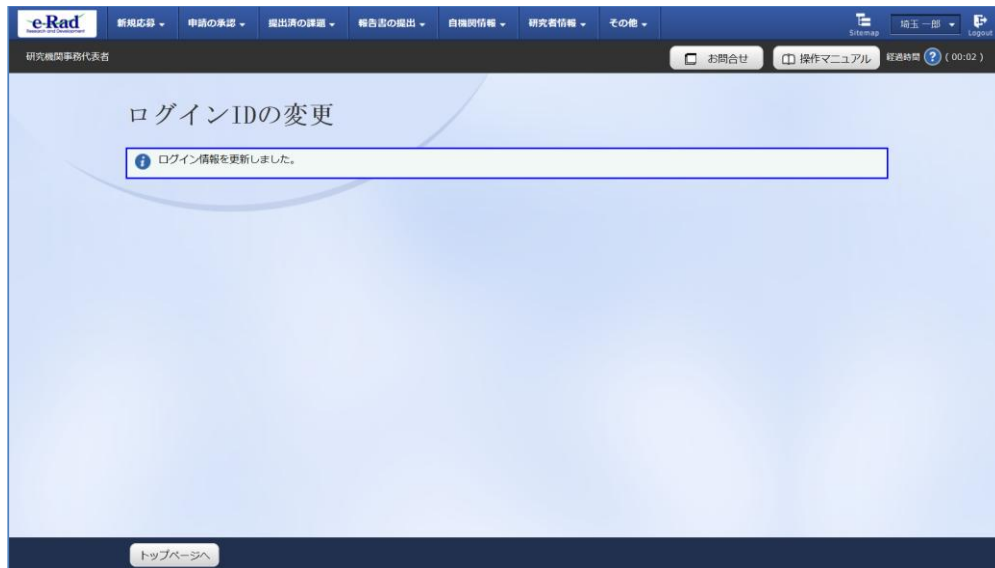 e-Rad
Research and Development
新規応募
申請の承認
提出済の課題
報告書の提出
自機関情報
研究者情報
その他
Sitemap
埼玉 一郎
Logout
研究機関事務代表者
お問合せ
操作マニュアル
経過時間 ? ( 00:02 )
ログインIDの変更
ログイン情報を更新しました。
トップページへ